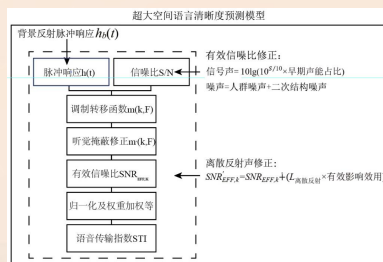 超大空间语言清晰度预测模型
背景反射脉冲响应h_b(t)
脉冲响应h(t)
信噪比S/N
有效信噪比修正:
信号声=10lg(10^{S/10}×早期声能占比)
噪声=人群噪声+二次结构噪声
调制转移函数m(k,F)
听觉掩蔽修正m'(k,F)
有效信噪比SNR
离散反射声修正:
SNR'_{EFF,k}=SNR_{EFF,k}+(L_{离散反射}×有效影响效用)
归一化及权重加权等
语音传输指数STI